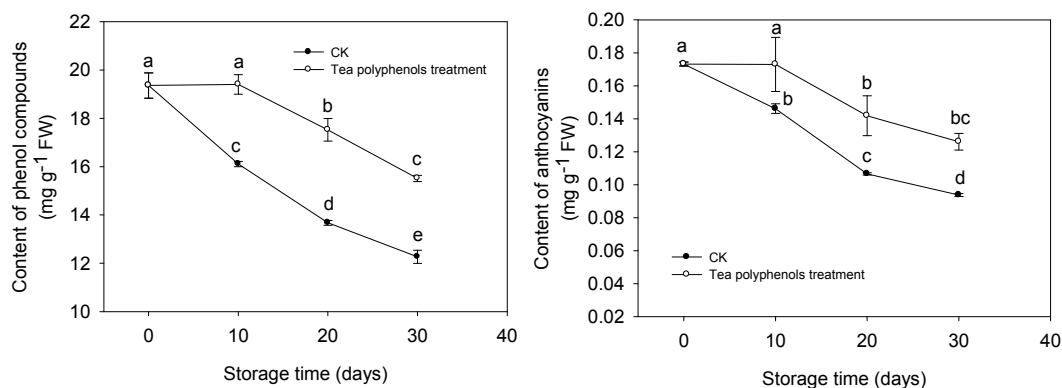 22
20
18
16
14
12
10
Content of phenol compounds
(mg g-1 FW)
a
a
b
c
c
d
e
CK
Tea polyphenols treatment
0
10
20
30
40
Storage time (days)
0.20
0.18
0.16
0.14
0.12
0.10
0.08
0.06
0.04
0.02
Content of anthocyanins
(mg g-1 FW)
a
a
b
b
bc
c
d
CK
Tea polyphenols treatment
0
10
20
30
40
Storage time (days)